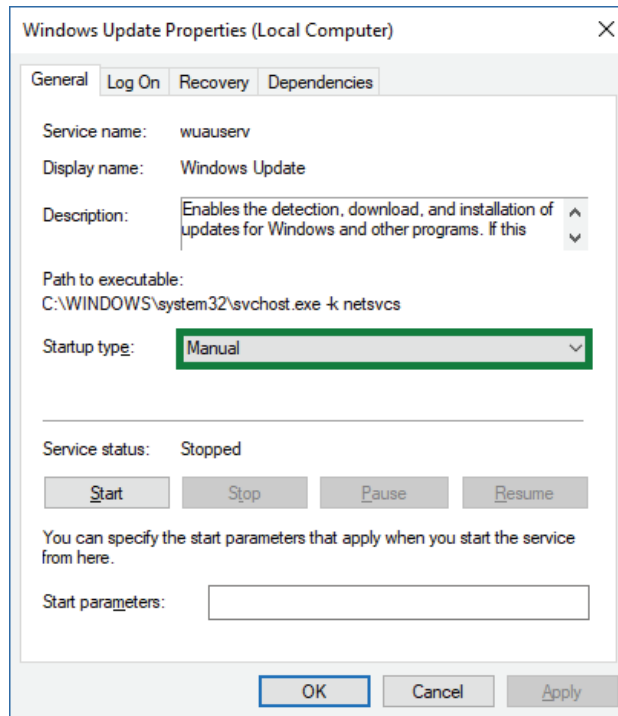 Windows Update Properties (Local Computer)
General Log On Recovery Dependencies
Service name: wuauserv
Display name: Windows Update
Description: Enables the detection, download, and installation of
updates for Windows and other programs. If this
Path to executable:
C:\WINDOWS\system32\svchost.exe -k netsvcs
Startup type: Manual
Service status: Stopped
Start Stop Pause Resume
You can specify the start parameters that apply when you start the service
from here.
Start parameters:
OK Cancel Apply